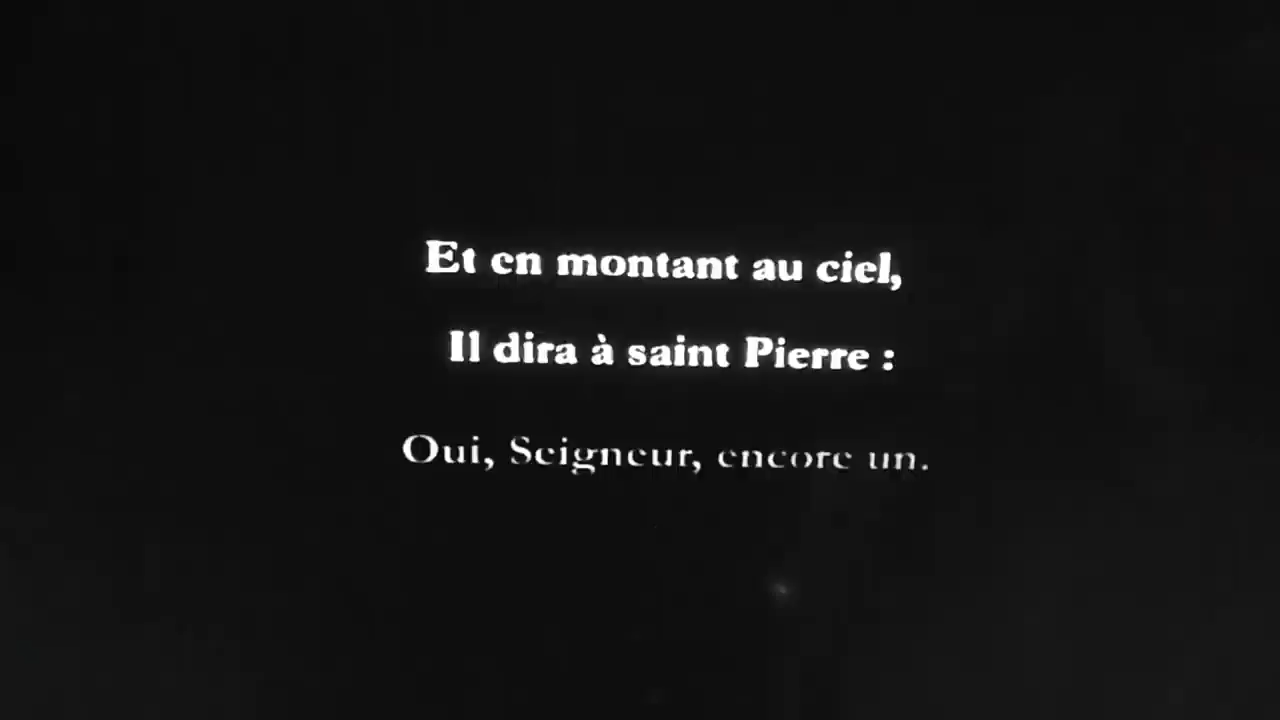 Et en montant au ciel,
Il dira à saint Pierre :
Oui, Seigneur, encore un.